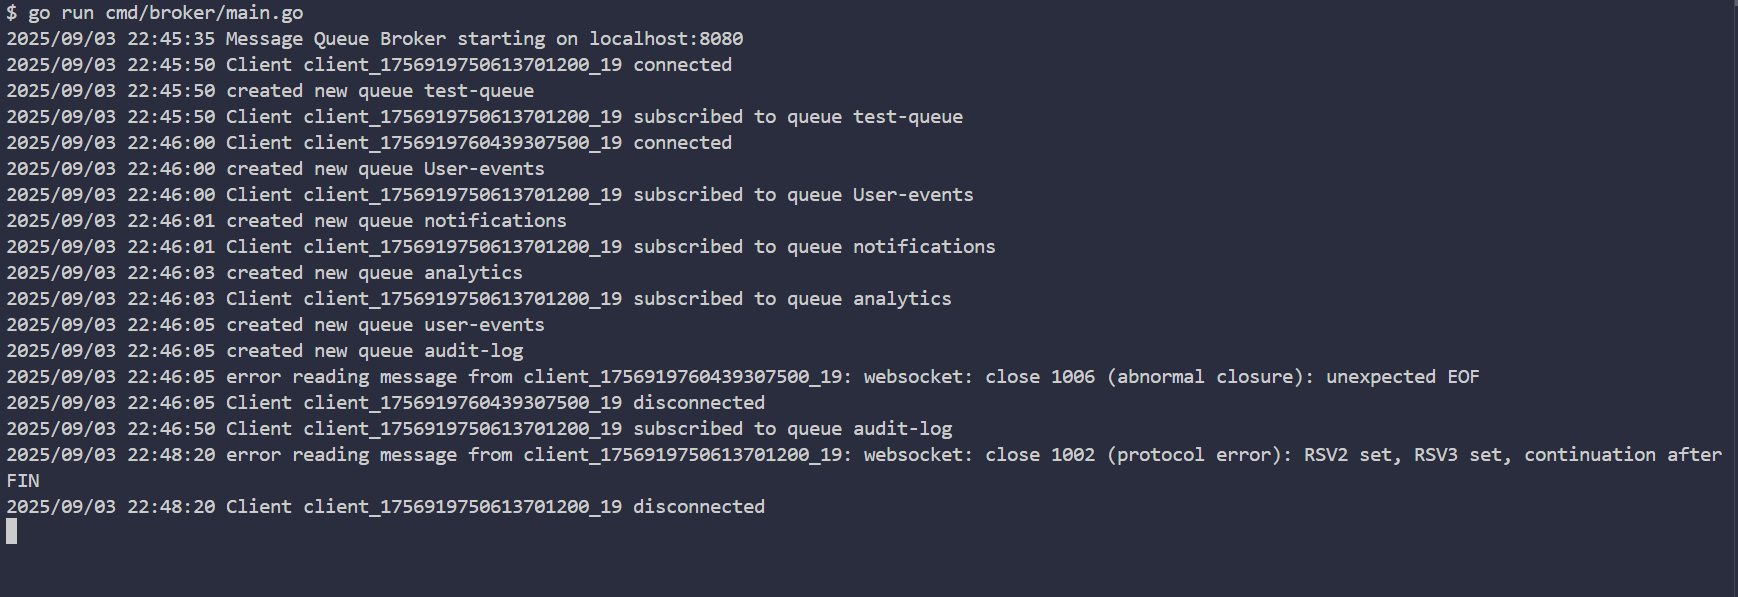 $ go run cmd/broker/main.go
2025/09/03 22:45:35 Message Queue Broker starting on localhost:8080
2025/09/03 22:45:50 Client client_1756919750613701200_19 connected
2025/09/03 22:45:50 created new queue test-queue
2025/09/03 22:45:50 Client client_1756919750613701200_19 subscribed to queue test-queue
2025/09/03 22:46:00 Client client_1756919760439307500_19 connected
2025/09/03 22:46:00 created new queue User-events
2025/09/03 22:46:00 Client client_1756919750613701200_19 subscribed to queue User-events
2025/09/03 22:46:01 created new queue notifications
2025/09/03 22:46:01 Client client_1756919750613701200_19 subscribed to queue notifications
2025/09/03 22:46:03 created new queue analytics
2025/09/03 22:46:03 Client client_1756919750613701200_19 subscribed to queue analytics
2025/09/03 22:46:05 created new queue user-events
2025/09/03 22:46:05 created new queue audit-log
2025/09/03 22:46:05 error reading message from client_1756919760439307500_19: websocket: close 1006 (abnormal closure): unexpected EOF
2025/09/03 22:46:05 Client client_1756919760439307500_19 disconnected
2025/09/03 22:46:50 Client client_1756919750613701200_19 subscribed to queue audit-log
2025/09/03 22:48:20 error reading message from client_1756919750613701200_19: websocket: close 1002 (protocol error): RSV2 set, RSV3 set, continuation after
FIN
2025/09/03 22:48:20 Client client_1756919750613701200_19 disconnected